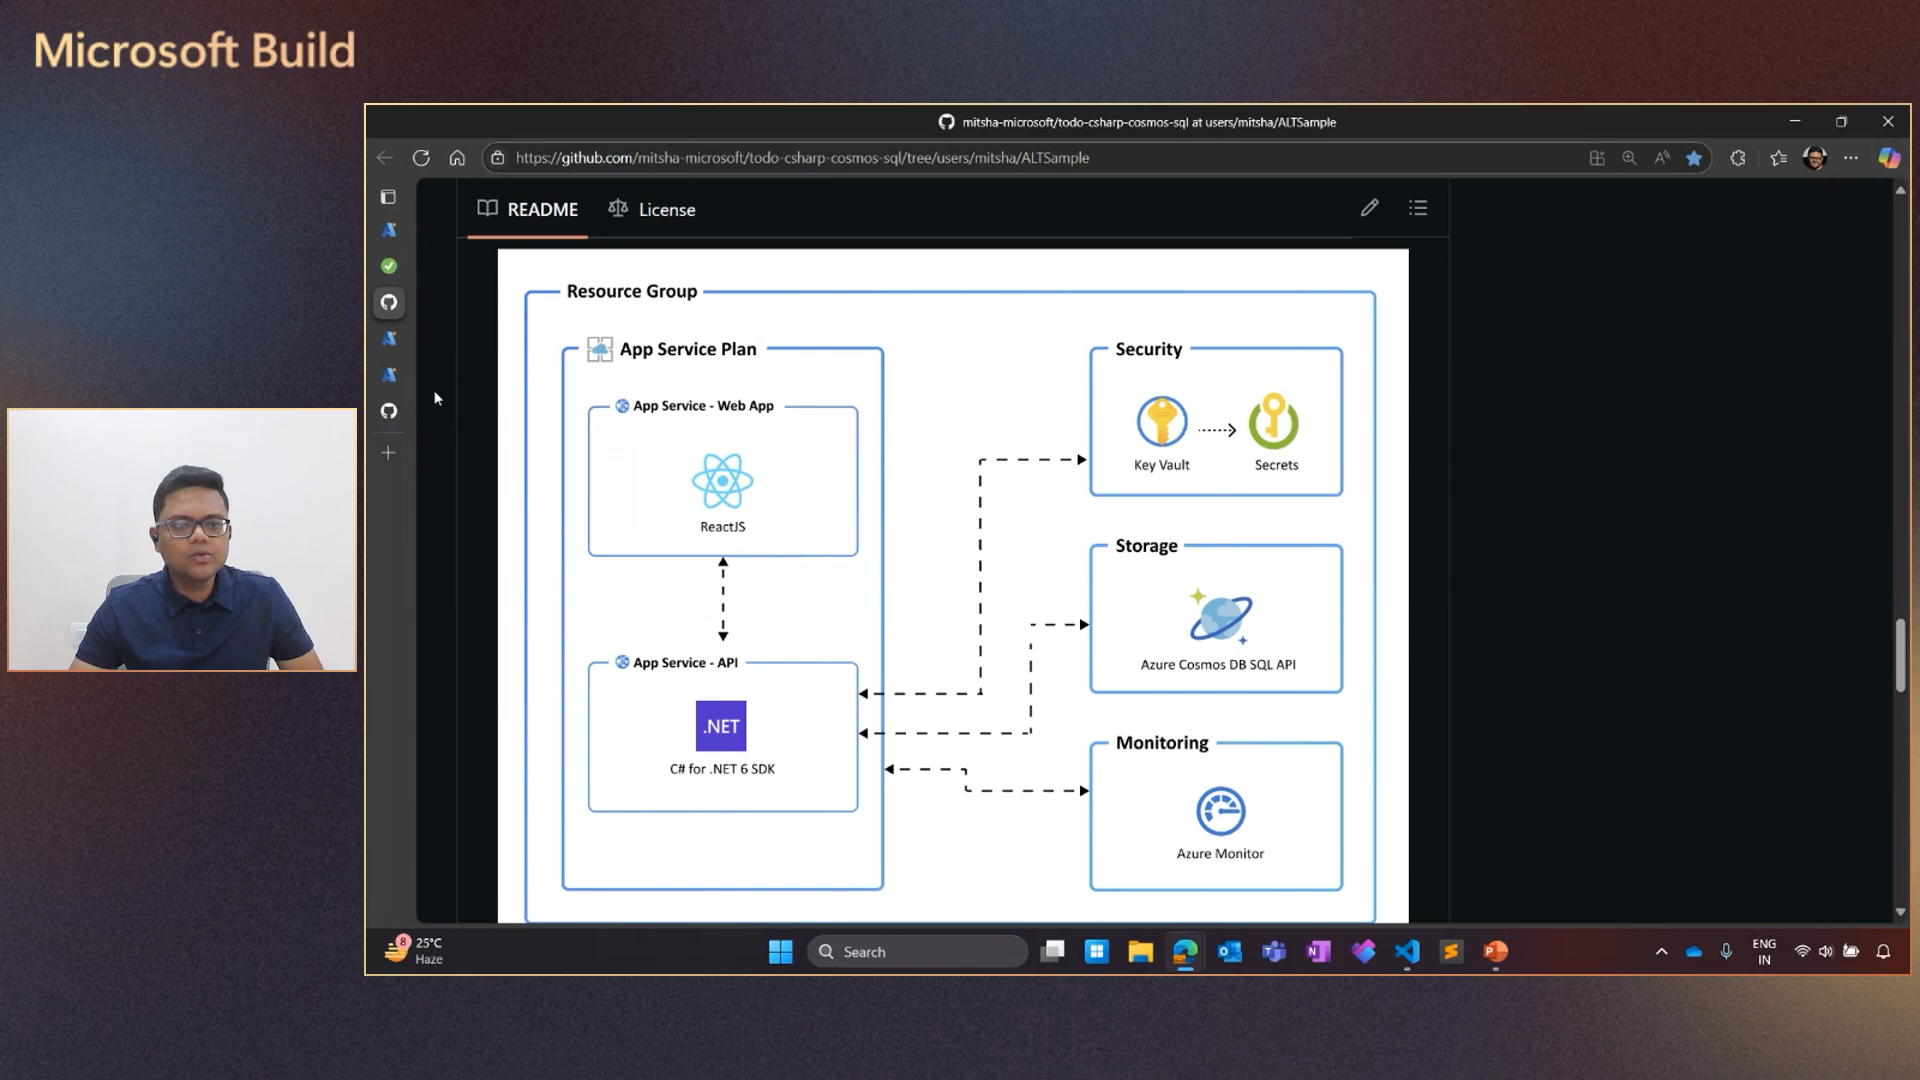 Microsoft Build
mitsha-microsoft/todo-csharp-cosmos-sql at users/mitsha/ALTSample
https://github.com/mitsha-microsoft/todo-csharp-cosmos-sql/tree/users/mitsha/ALTSample
README
License
Resource Group
App Service Plan
App Service - Web App
ReactJS
App Service - API
.NET
C# for .NET 6 SDK
Security
Key Vault
Secrets
Storage
Azure Cosmos DB SQL API
Monitoring
Azure Monitor
8
25°C
Haze
Search
ENG
IN